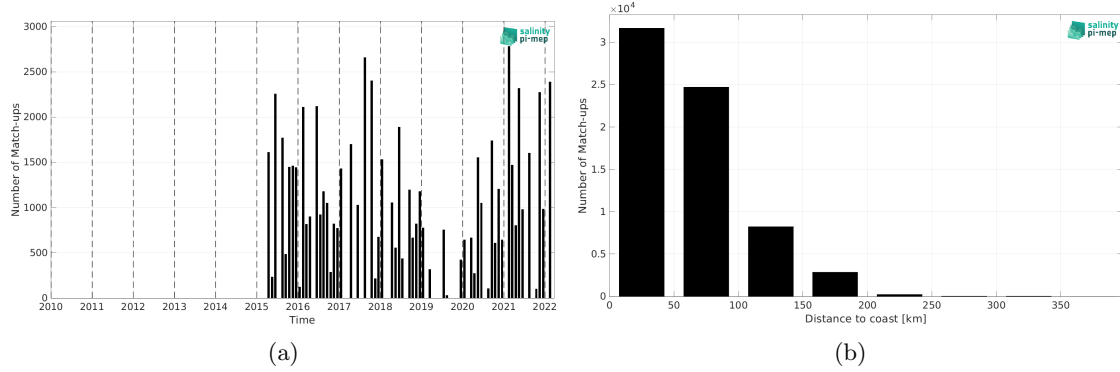 3000
2500
2000
1500
1000
500
0
Number of Match-ups
2010 2011 2012 2013 2014 2015 2016 2017 2018 2019 2020 2021 2022
Time
salinity
pi-mep
(a)
×10⁴
3
2.5
2
1.5
1
0.5
0
Number of Match-ups
0 50 100 150 200 250 300 350
Distance to coast [km]
salinity
pi-mep
(b)